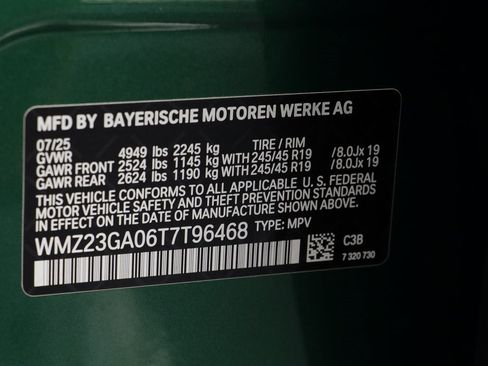 MFD BY BAYERISCHE MOTOREN WERKE AG
07/25
GVWR 4949 lbs 2245 kg TIRE / RIM
GAWR FRONT 2524 lbs 1145 kg WITH 245/45 R19 /8.0Jx 19
GAWR REAR 2624 lbs 1190 kg WITH 245/45 R19 /8.0Jx 19
THIS VEHICLE CONFORMS TO ALL APPLICABLE U. S. FEDERAL
MOTOR VEHICLE SAFETY AND THEFT PREVENTION STANDARDS
IN EFFECT ON THE DATE OF MANUFACTURE SHOWN ABOVE.
WMZ23GA06T7T96468 TYPE: MPV
C3B
7 320 730